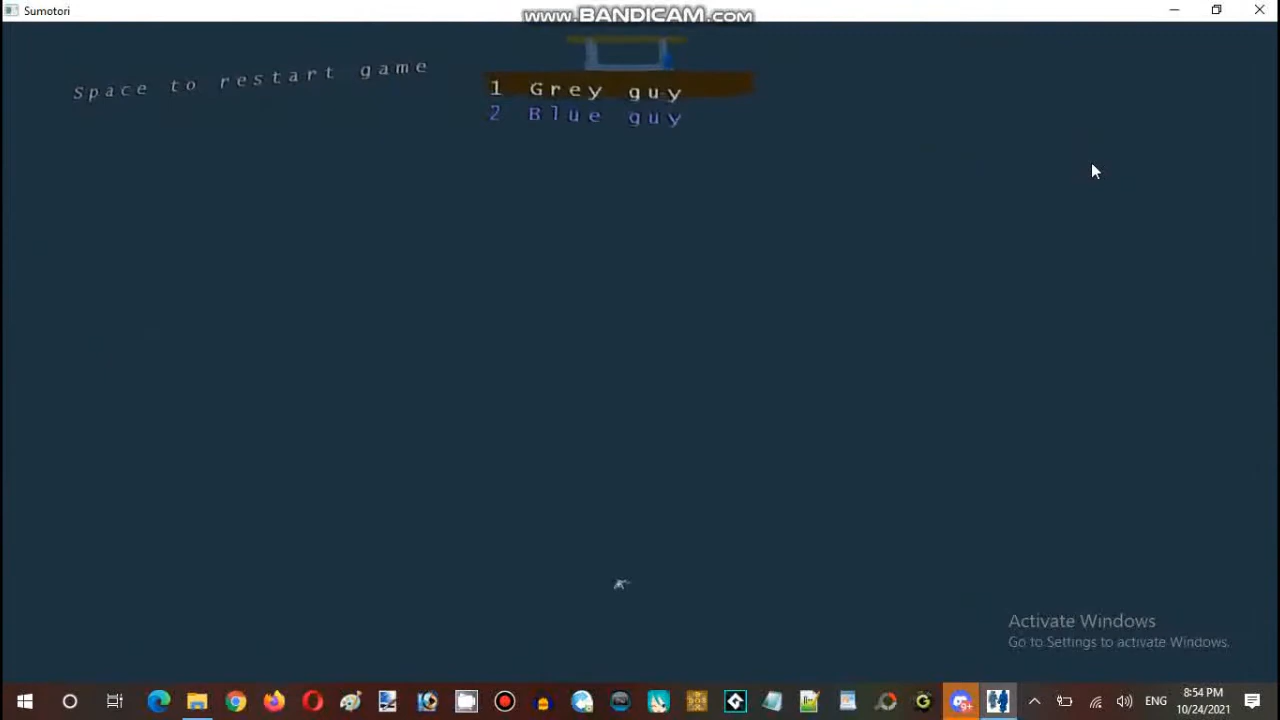 Sumotori
www.BANDICAM.com
Space to restart game
1 Grey guy
2 Blue guy
Activate Windows
Go to Settings to activate Windows.
ENG
8:54 PM
10/24/2021